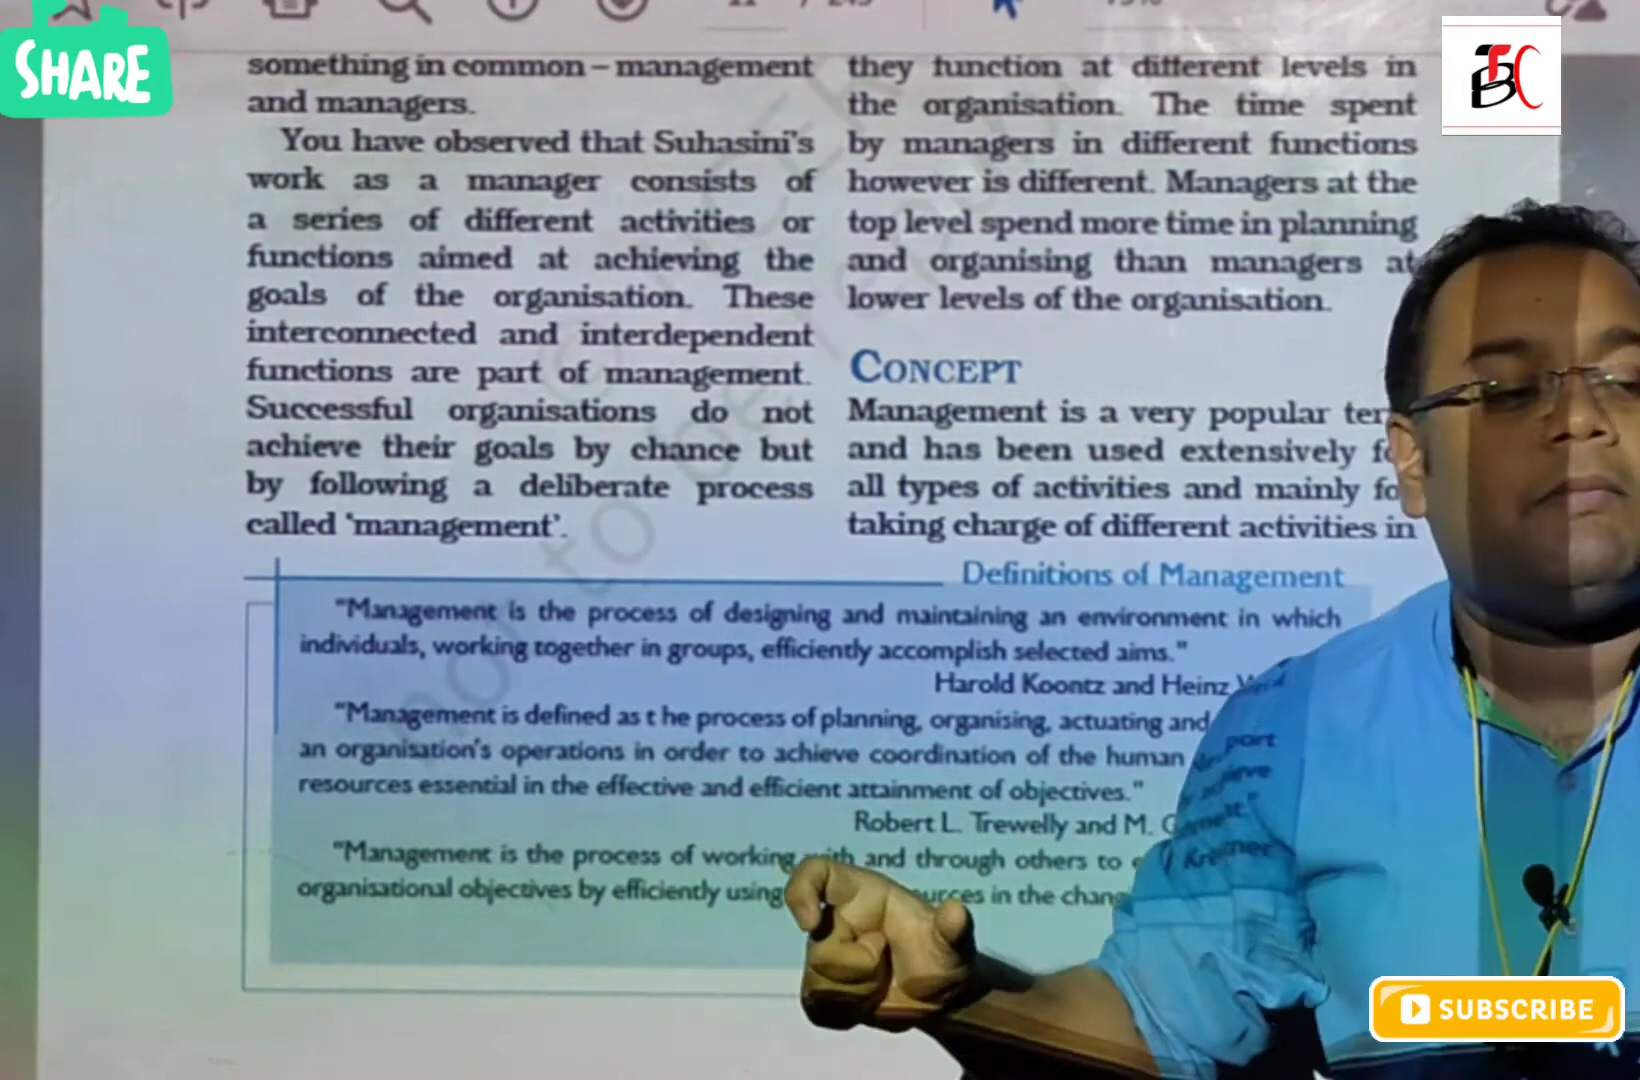 SHARE
TBC
something in common – management
and managers.
You have observed that Suhasini's
work as a manager consists of
a series of different activities or
functions aimed at achieving the
goals of the organisation. These
interconnected and interdependent
functions are part of management.
Successful organisations do not
achieve their goals by chance but
by following a deliberate process
called 'management'.
they function at different levels in
the organisation. The time spent
by managers in different functions
however is different. Managers at the
top level spend more time in planning
and organising than managers at
lower levels of the organisation.
CONCEPT
Management is a very popular
and has been used extensively
all types of activities and mainly
taking charge of different activities in
Definitions of Management
"Management is the process of designing and maintaining an environment in which
individuals, working together in groups, efficiently accomplish selected aims."
Harold Koontz and Heinz
"Management is defined as t he process of planning, organising, actuating and
an organisation's operations in order to achieve coordination of the human
resources essential in the effective and efficient attainment of objectives."
Robert L. Trewelly and M.
"Management is the process of working with and through others to
organisational objectives by efficiently using in the
Kreitner
SUBSCRIBE